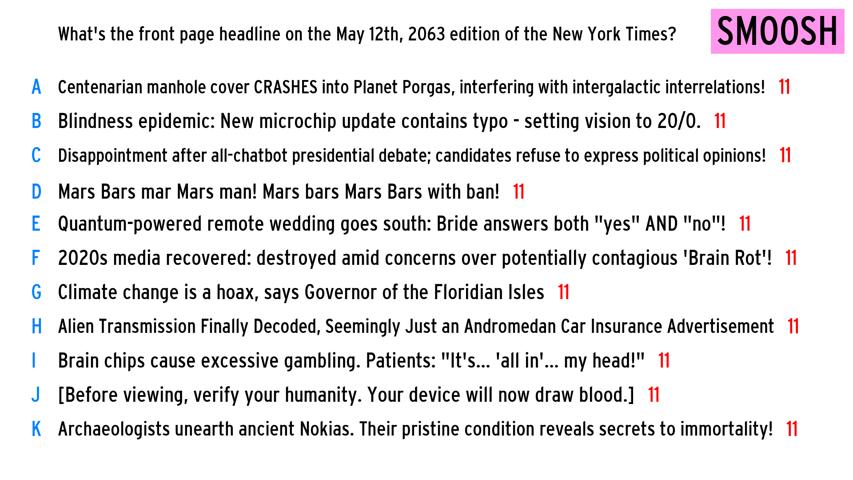 What's the front page headline on the May 12th, 2063 edition of the New York Times?
SMOOSH
A Centenarian manhole cover CRASHES into Planet Porgas, interfering with intergalactic interrelations! 11
B Blindness epidemic: New microchip update contains typo - setting vision to 20/0. 11
C Disappointment after all-chatbot presidential debate; candidates refuse to express political opinions! 11
D Mars Bars mar Mars man! Mars bars Mars Bars with ban! 11
E Quantum-powered remote wedding goes south: Bride answers both "yes" AND "no"! 11
F 2020s media recovered: destroyed amid concerns over potentially contagious 'Brain Rot'! 11
G Climate change is a hoax, says Governor of the Floridian Isles 11
H Alien Transmission Finally Decoded, Seemingly Just an Andromedan Car Insurance Advertisement 11
I Brain chips cause excessive gambling. Patients: "It's... 'all in'... my head!" 11
J [Before viewing, verify your humanity. Your device will now draw blood.] 11
K Archaeologists unearth ancient Nokias. Their pristine condition reveals secrets to immortality! 11